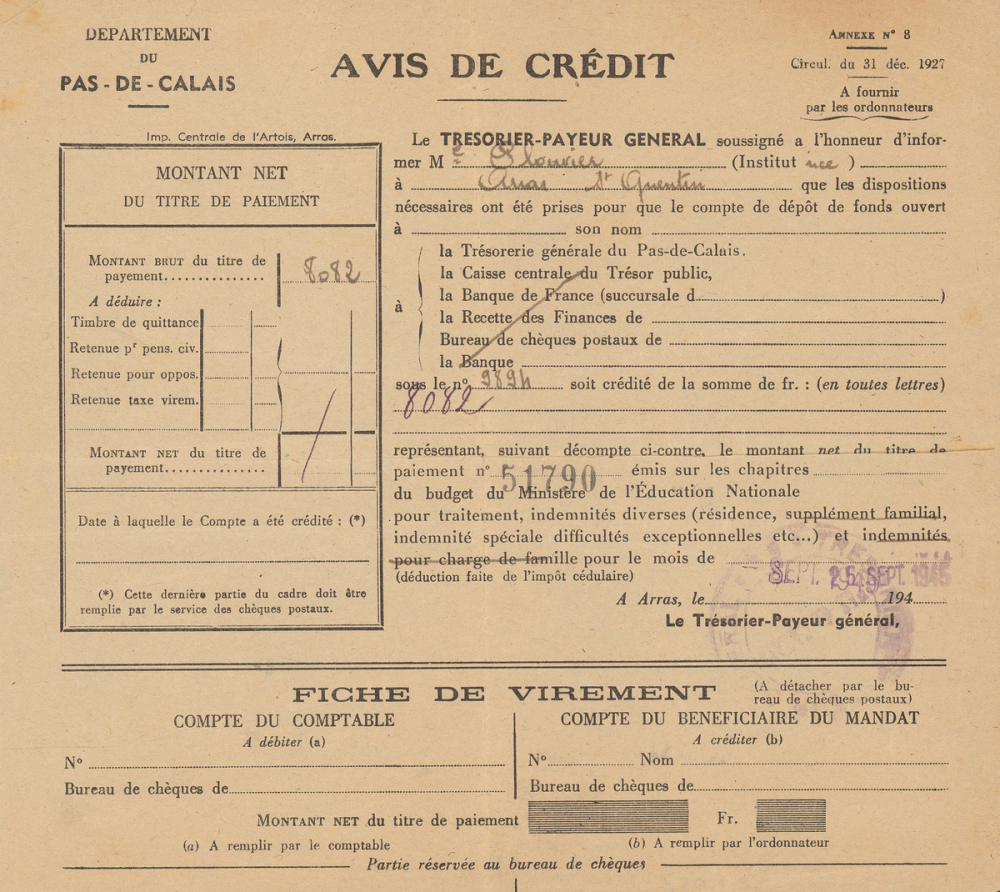 DEPARTEMENT
DU
PAS-DE-CALAIS
AVIS DE CRÉDIT
ANNEXE N° 8
Circul. du 31 déc. 1927
A fournir
par les ordonnateurs
Imp. Centrale de l'Artois, Arras.
MONTANT NET
DU TITRE DE PAIEMENT
MONTANT BRUT du titre de
payement.............. 8082
A déduire :
Timbre de quittance
Retenue pr pens. civ.
Retenue pour oppos.
Retenue taxe virem.
MONTANT NET du titre de
payement..............
Date à laquelle le Compte a été crédité : (*)
(*) Cette dernière partie du cadre doit être
remplie par le service des chèques postaux.
Le TRESORIER-PAYEUR GENERAL soussigné a l'honneur d'infor-
mer M e Plouvier (Institut rice )
à Arras St Quentin que les dispositions
nécessaires ont été prises pour que le compte de dépôt de fonds ouvert
à son nom
à
la Trésorerie générale du Pas-de-Calais.
la Caisse centrale du Trésor public,
la Banque de France (succursale d )
la Recette des Finances de
Bureau de chèques postaux de
la Banque
sous le n° 9894 soit crédité de la somme de fr. : (en toutes lettres)
8082
représentant, suivant décompte ci-contre, le montant net du titre de
paiement n° 51790 émis sur les chapitres
du budget du Ministère de l'Éducation Nationale
pour traitement, indemnités diverses (résidence, supplément familial,
indemnité spéciale difficultés exceptionnelles etc...) et indemnités
pour charge de famille pour le mois de SEPT.
(déduction faite de l'impôt cédulaire)
25 SEPT. 1945
A Arras, le 194
Le Trésorier-Payeur général,
FICHE DE VIREMENT
(A détacher par le bu-
reau de chèques postaux)
COMPTE DU COMPTABLE
A débiter (a)
N°
Bureau de chèques de
COMPTE DU BENEFICIAIRE DU MANDAT
A créditer (b)
N° Nom
Bureau de chèques de
MONTANT NET du titre de paiement Fr.
(a) A remplir par le comptable
(b) A remplir par l'ordonnateur
Partie réservée au bureau de chèques